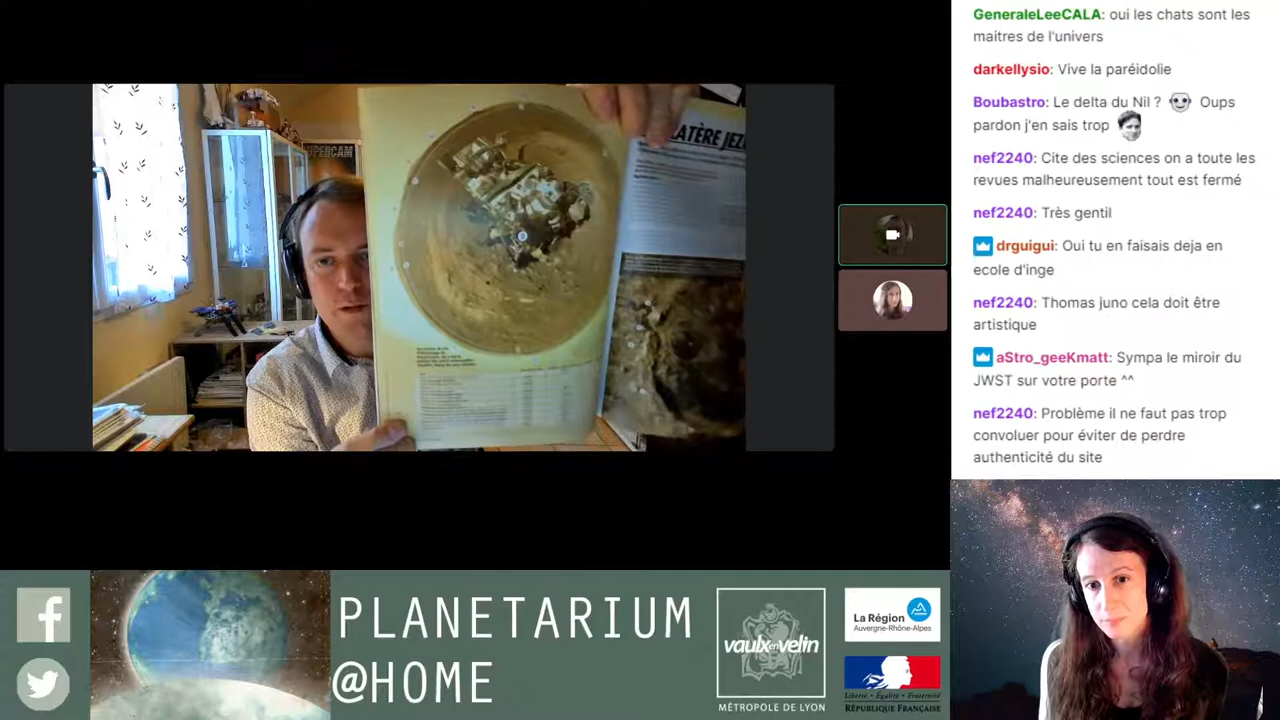 GeneraleLeeCALA: oui les chats sont les
maitres de l'univers
darkellysio: Vive la paréidolie
Boubastro: Le delta du Nil ? Oups
pardon j'en sais trop
nef2240: Cite des sciences on a toute les
revues malheureusement tout est fermé
nef2240: Très gentil
drguigui: Oui tu en faisais deja en
ecole d'inge
nef2240: Thomas juno cela doit être
artistique
aStro_geeKmatt: Sympa le miroir du
JWST sur votre porte ^^
nef2240: Problème il ne faut pas trop
convoluer pour éviter de perdre
authenticité du site
SUPERCAM
PLANETARIUM
@HOME
vaulx en velin
MÉTROPOLE DE LYON
La Région
Auvergne-Rhône-Alpes
Liberté • Égalité • Fraternité
RÉPUBLIQUE FRANÇAISE